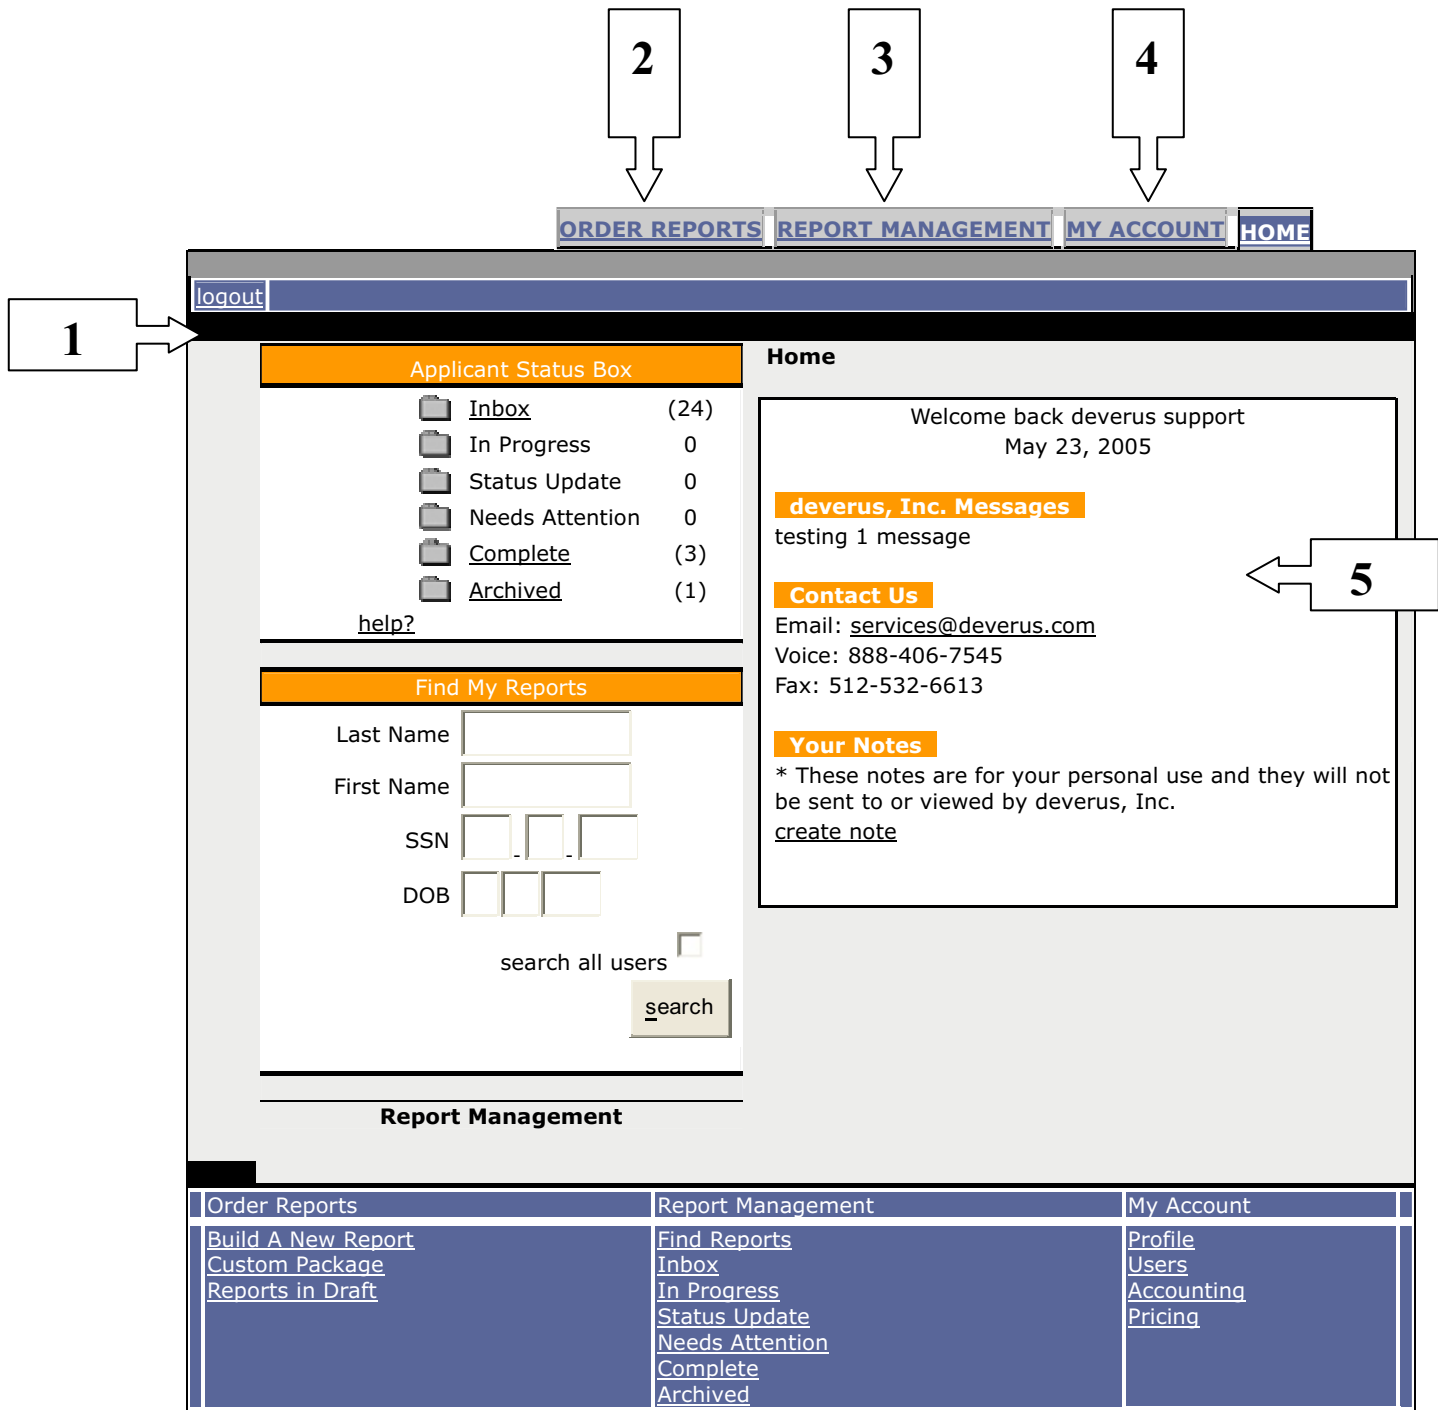 2
3
4
ORDER REPORTS REPORT MANAGEMENT MY ACCOUNT HOME
logout
1
Applicant Status Box
Inbox (24)
In Progress 0
Status Update 0
Needs Attention 0
Complete (3)
Archived (1)
help?
Find My Reports
Last Name
First Name
SSN - -
DOB
search all users
search
Report Management
Home
Welcome back deverus support
May 23, 2005
deverus, Inc. Messages
testing 1 message
5
Contact Us
Email: services@deverus.com
Voice: 888-406-7545
Fax: 512-532-6613
Your Notes
* These notes are for your personal use and they will not
be sent to or viewed by deverus, Inc.
create note
Order Reports
Build A New Report
Custom Package
Reports in Draft
Report Management
Find Reports
Inbox
In Progress
Status Update
Needs Attention
Complete
Archived
My Account
Profile
Users
Accounting
Pricing